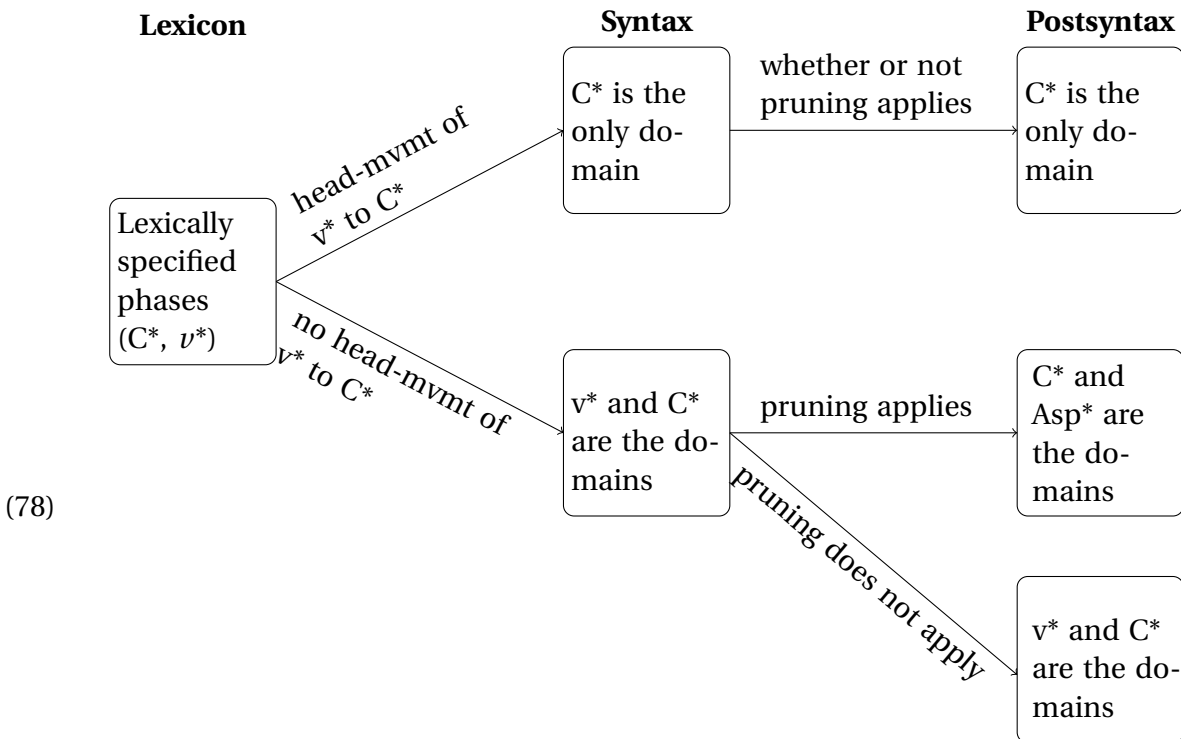 Lexicon
Syntax
Postsyntax
Lexically
specified
phases
(C*, v*)
head-mvmt of
v* to C*
no head-mvmt of
v* to C*
C* is the
only do-
main
whether or not
pruning applies
C* is the
only do-
main
v* and C*
are the do-
mains
pruning applies
C* and
Asp* are
the do-
mains
pruning does not apply
v* and C*
are the do-
mains
(78)